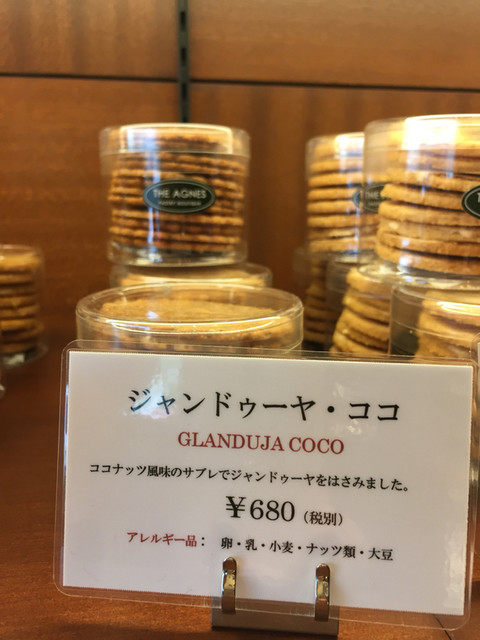 THE AGNES
ジャンドゥーヤ・ココ
GLANDUJA COCO
ココナッツ風味のサブレでジャンドゥーヤをはさみました。
￥680（税別）
アレルギー品： 卵・乳・小麦・ナッツ類・大豆